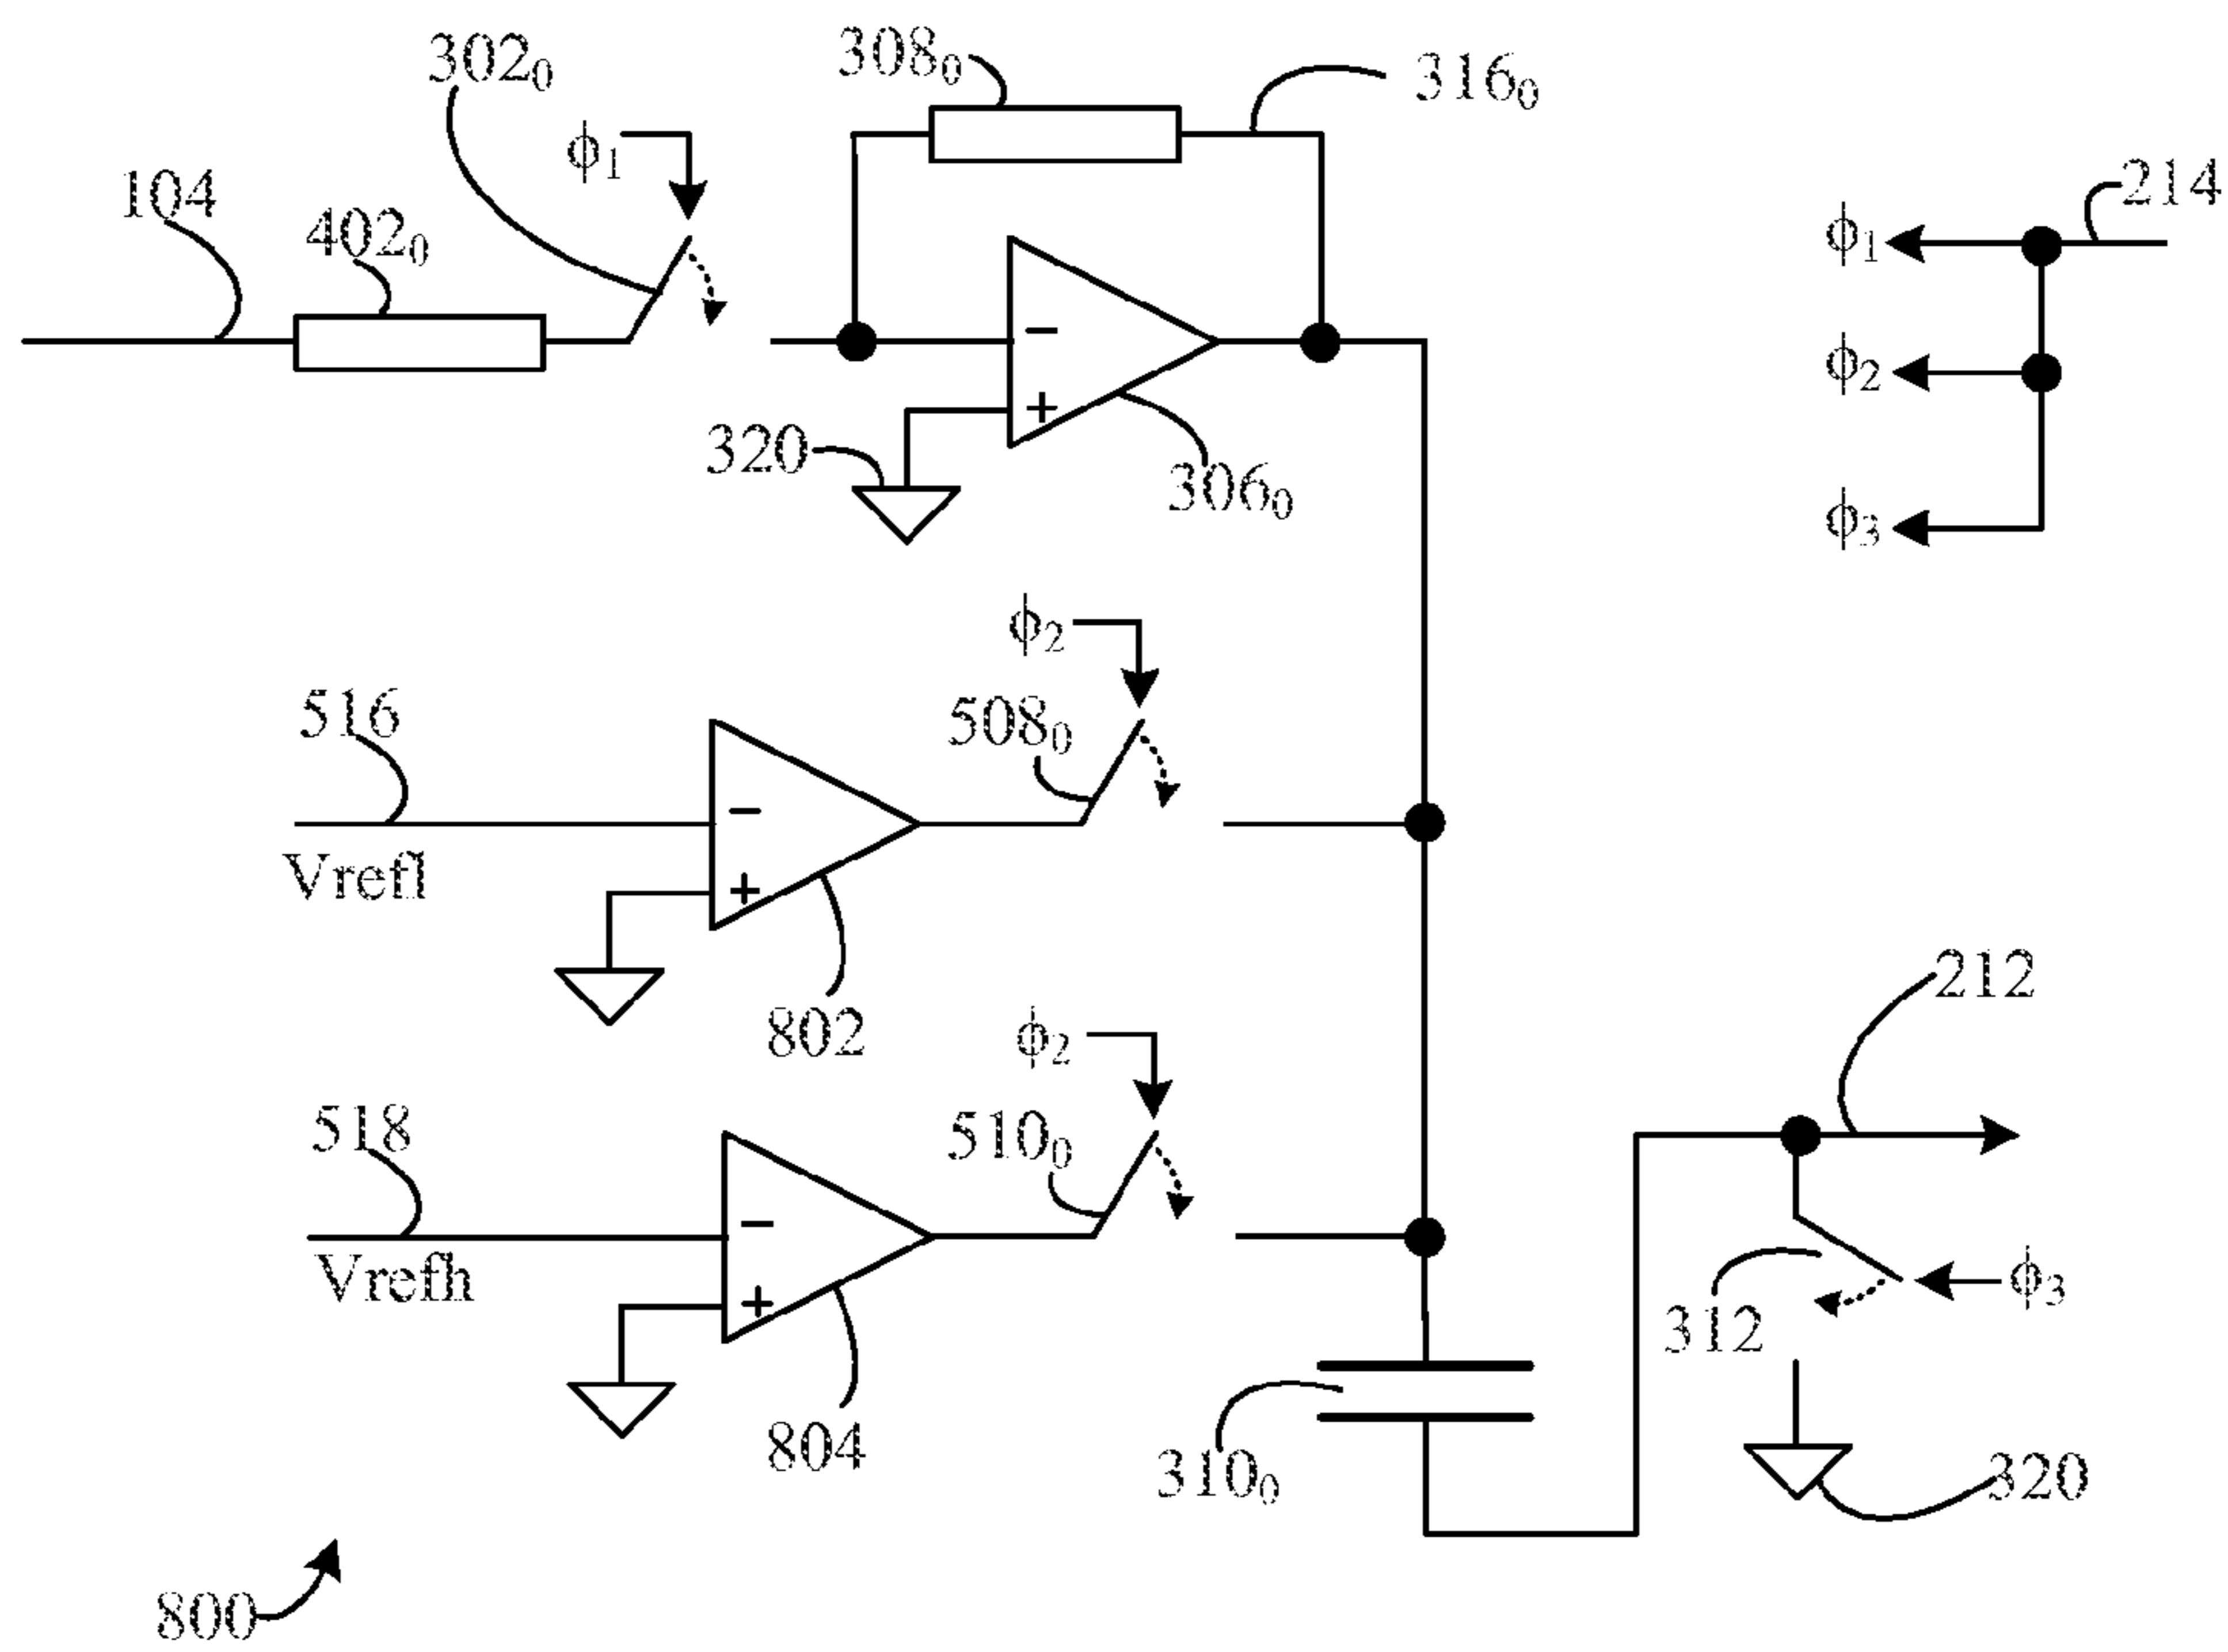 302₀
308₀
316₀
ϕ₁
104
402₀
214
ϕ₁
−
ϕ₂
+
320
306₀
ϕ₃
ϕ₂
516
508₀
−
Vrefl
+
212
802
ϕ₂
518
510₀
−
Vrefh
+
ϕ₃
312
804
310₀
320
800